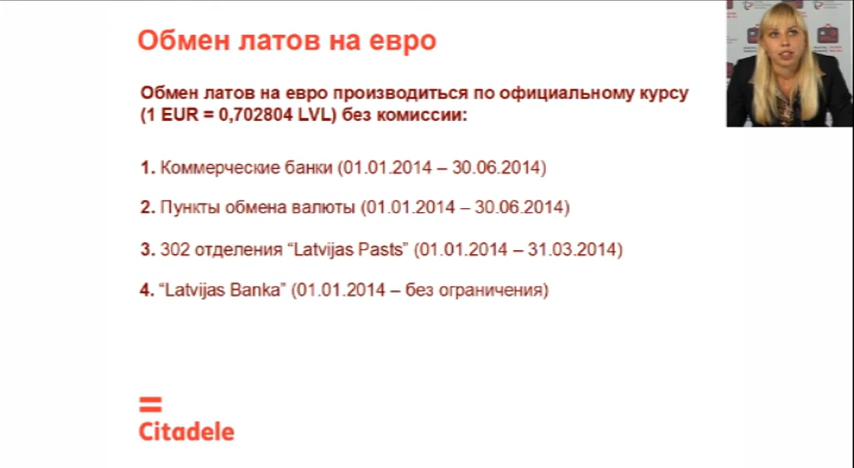 Обмен латов на евро
Обмен латов на евро производиться по официальному курсу
(1 EUR = 0,702804 LVL) без комиссии:
1. Коммерческие банки (01.01.2014 – 30.06.2014)
2. Пункты обмена валюты (01.01.2014 – 30.06.2014)
3. 302 отделения “Latvijas Pasts” (01.01.2014 – 31.03.2014)
4. “Latvijas Banka” (01.01.2014 – без ограничения)
Citadele